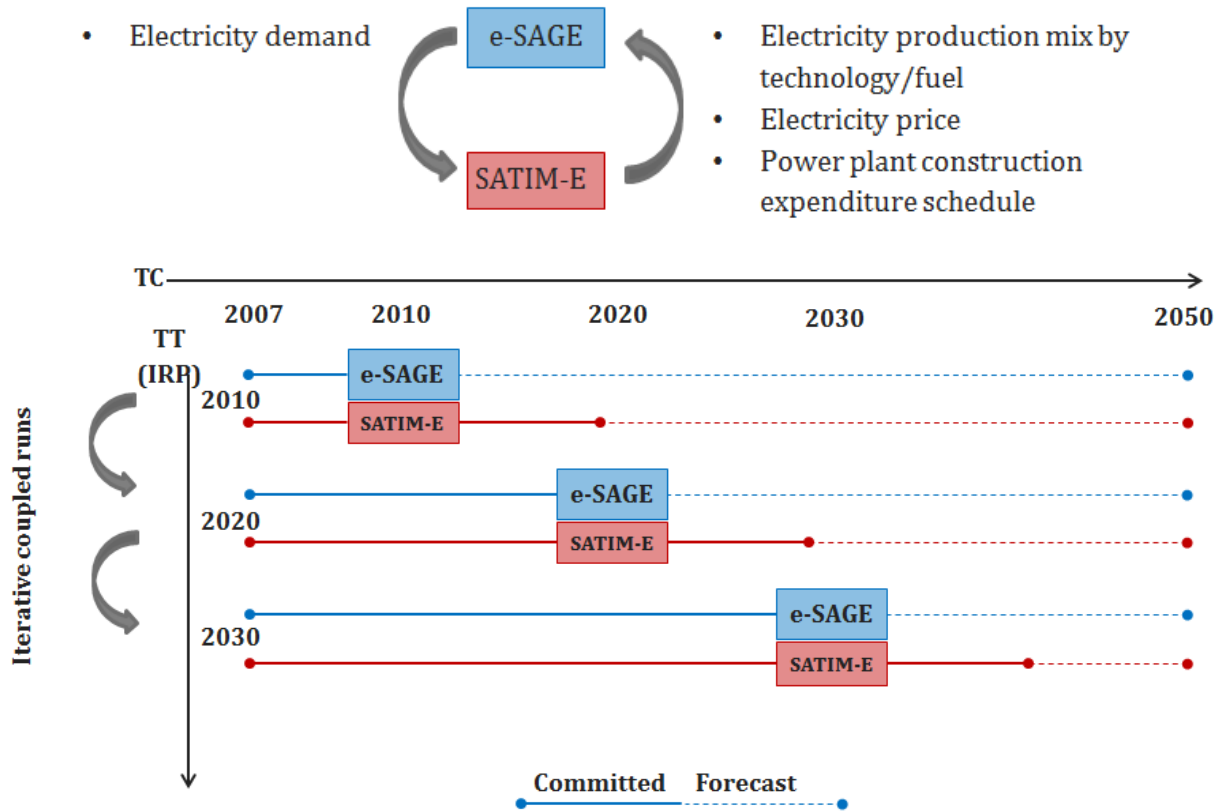 • Electricity demand
e-SAGE
SATIM-E
• Electricity production mix by
technology/fuel
• Electricity price
• Power plant construction
expenditure schedule
TC
2007
2010
2020
2030
2050
TT
(IRP)
Iterative coupled runs
2010
e-SAGE
SATIM-E
2020
e-SAGE
SATIM-E
2030
e-SAGE
SATIM-E
Committed
Forecast